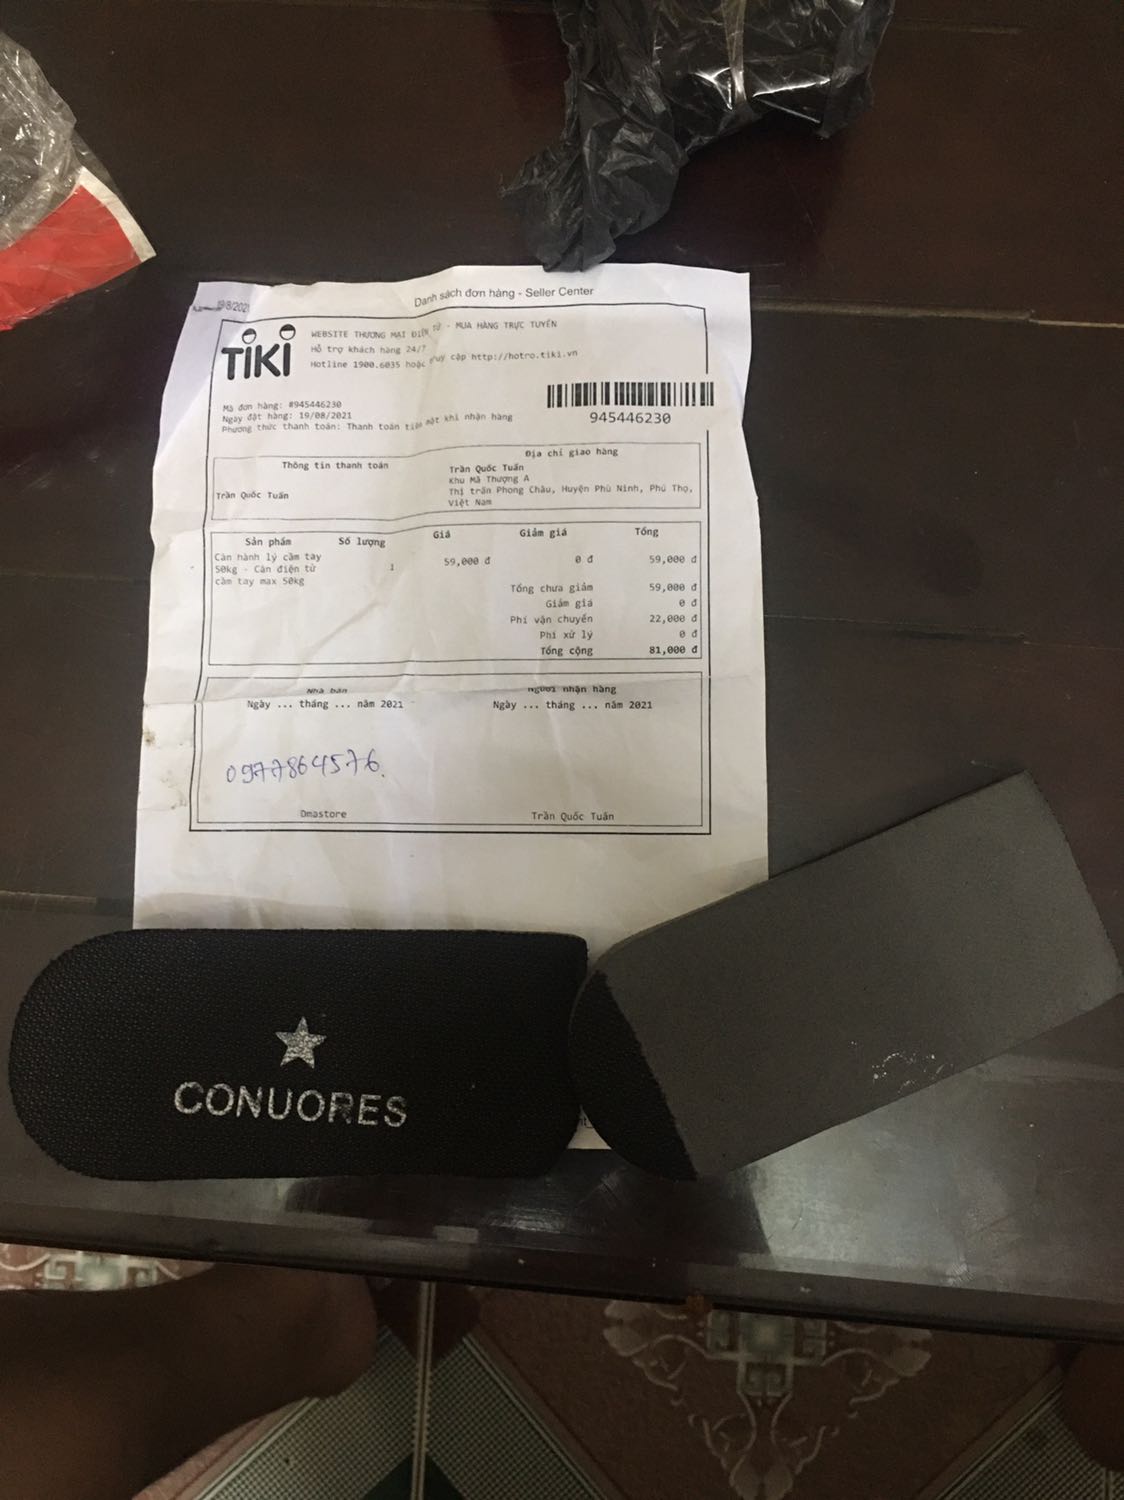 19/8/2021
Danh sách đơn hàng - Seller Center
TiKi
WEBSITE THƯƠNG MẠI ĐIỆN TỬ - MUA HÀNG TRỰC TUYẾN
Hỗ trợ khách hàng 24/7
Hotline 1900.6035 hoặc truy cập http://hotro.tiki.vn
Mã đơn hàng: #945446230
Ngày đặt hàng: 19/08/2021
Phương thức thanh toán: Thanh toán tiền mặt khi nhận hàng
945446230
Thông tin thanh toán
Địa chỉ giao hàng
Trần Quốc Tuấn
Trần Quốc Tuấn
Khu Mã Thượng A
Thị trấn Phong Châu, Huyện Phù Ninh, Phú Thọ,
Việt Nam
Sản phẩm Số lượng Giá Giảm giá Tổng
Cân hành lý cầm tay
50kg - Cân điện tử
cầm tay max 50kg
1 59,000 đ 0 đ 59,000 đ
Tổng chưa giảm 59,000 đ
Giảm giá 0 đ
Phí vận chuyển 22,000 đ
Phí xử lý 0 đ
Tổng cộng 81,000 đ
Nhà bán Người nhận hàng
Ngày ... tháng ... năm 2021 Ngày ... tháng ... năm 2021
0977864576.
Dmastore Trần Quốc Tuấn
CONUORES